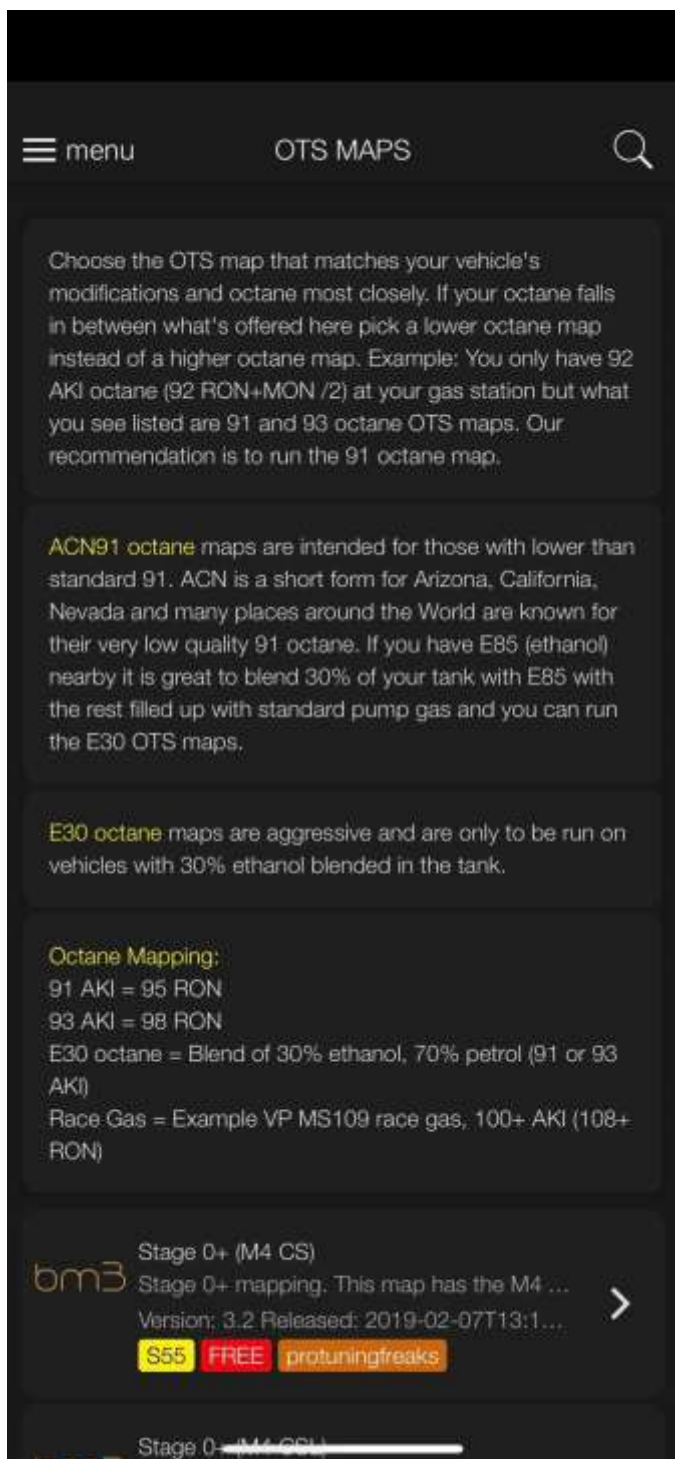 menu
OTS MAPS
Choose the OTS map that matches your vehicle's
modifications and octane most closely. If your octane falls
in between what's offered here pick a lower octane map
instead of a higher octane map. Example: You only have 92
AKI octane (92 RON+MON /2) at your gas station but what
you see listed are 91 and 93 octane OTS maps. Our
recommendation is to run the 91 octane map.
ACN91 octane maps are intended for those with lower than
standard 91. ACN is a short form for Arizona, California,
Nevada and many places around the World are known for
their very low quality 91 octane. If you have E85 (ethanol)
nearby it is great to blend 30% of your tank with E85 with
the rest filled up with standard pump gas and you can run
the E30 OTS maps.
E30 octane maps are aggressive and are only to be run on
vehicles with 30% ethanol blended in the tank.
Octane Mapping:
91 AKI = 95 RON
93 AKI = 98 RON
E30 octane = Blend of 30% ethanol, 70% petrol (91 or 93
AKI)
Race Gas = Example VP MS109 race gas, 100+ AKI (108+
RON)
bm3
Stage 0+ (M4 CS)
Stage 0+ mapping. This map has the M4 ...
Version: 3.2 Released: 2019-02-07T13:1...
S55 FREE protuningfreaks
Stage 0+ (M4 CSL)